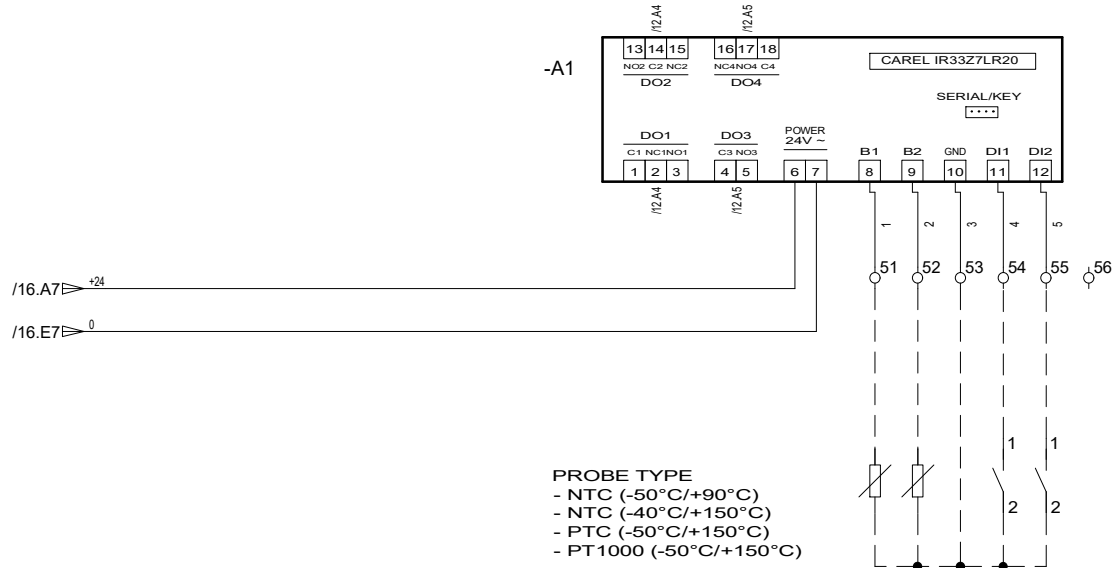 /12.A4 /12.A5
-A1
13 14 15 16 17 18
NO2 C2 NC2 NC4 NO4 C4
DO2 DO4
CAREL IR33Z7LR20
SERIAL/KEY
DO1 DO3 POWER
24V ~
C1 NC1 NO1 C3 NO3 B1 B2 GND DI1 DI2
1 2 3 4 5 6 7 8 9 10 11 12
/12.A4 /12.A5
1 2 3 4 5
51 52 53 54 55 56
/16.A7 +24
/16.E7 0
1 1
2 2
PROBE TYPE
- NTC (-50°C/+90°C)
- NTC (-40°C/+150°C)
- PTC (-50°C/+150°C)
- PT1000 (-50°C/+150°C)